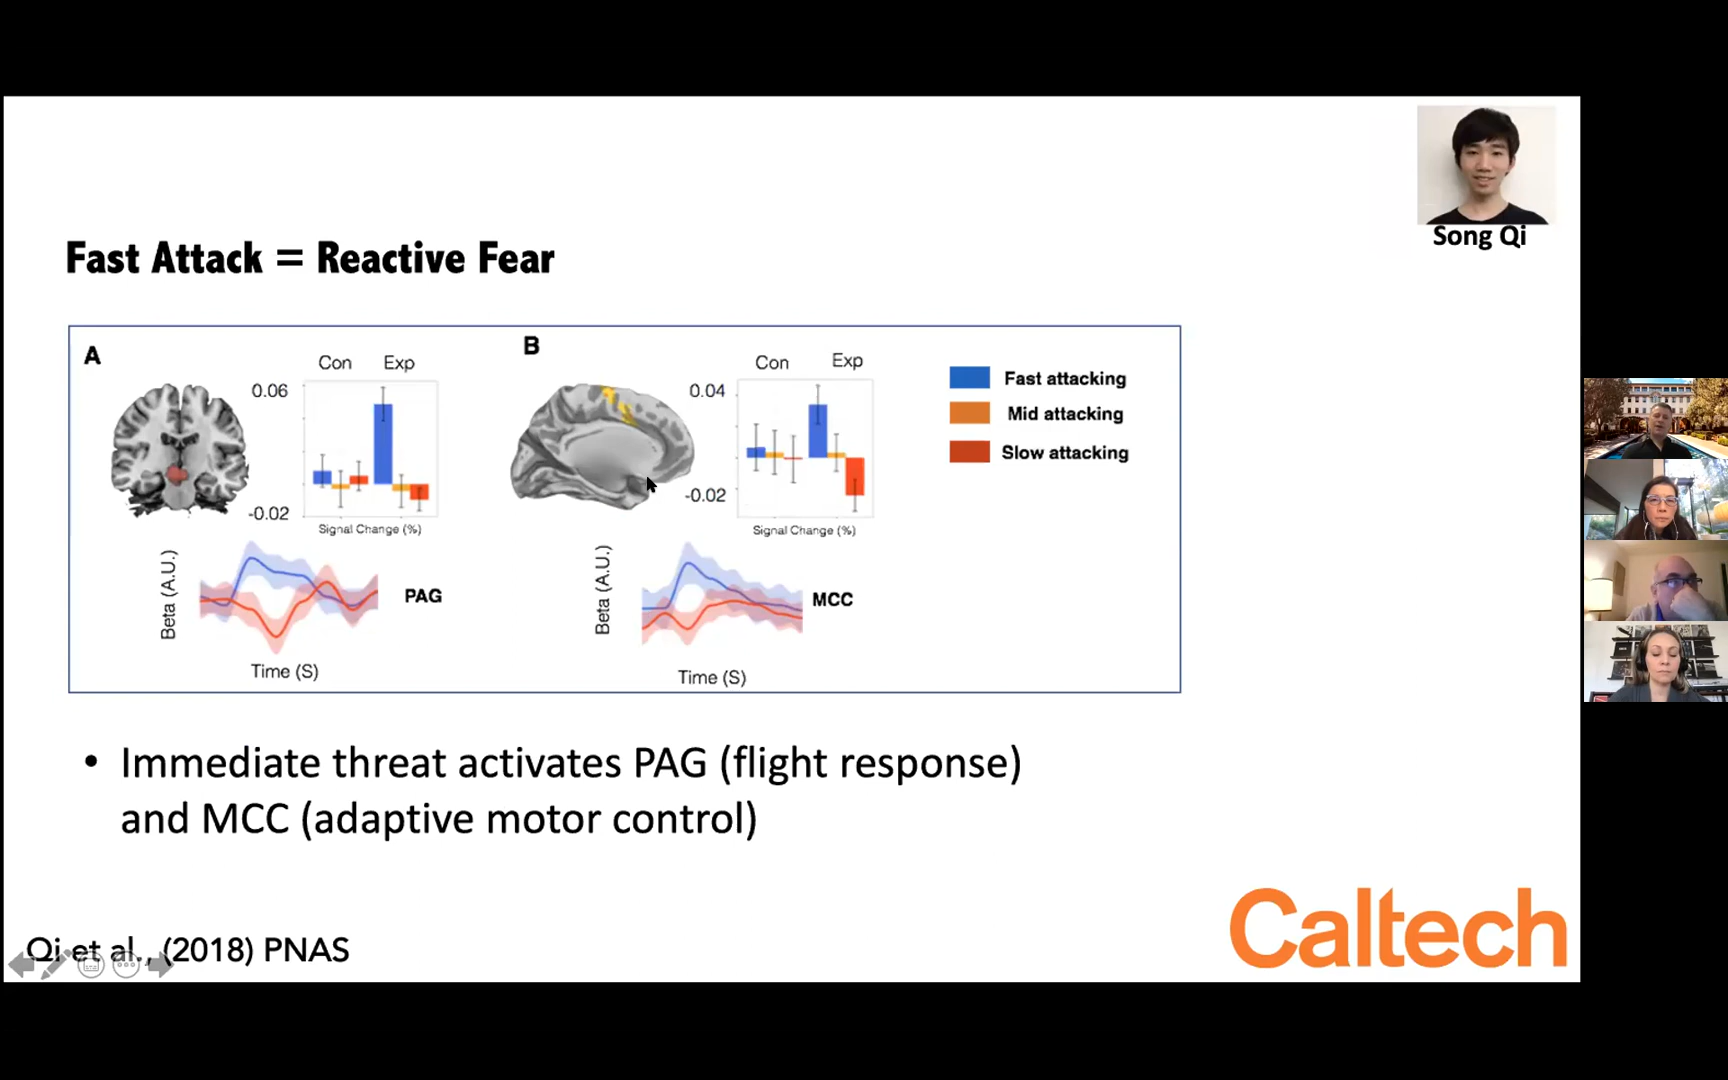 Song Qi
Fast Attack = Reactive Fear
A
Con Exp
0.06
-0.02
Signal Change (%)
Beta (A.U.)
PAG
Time (S)
B
Con Exp
0.04
-0.02
Signal Change (%)
Beta (A.U.)
MCC
Time (S)
Fast attacking
Mid attacking
Slow attacking
• Immediate threat activates PAG (flight response)
and MCC (adaptive motor control)
Qi et al., (2018) PNAS
Caltech